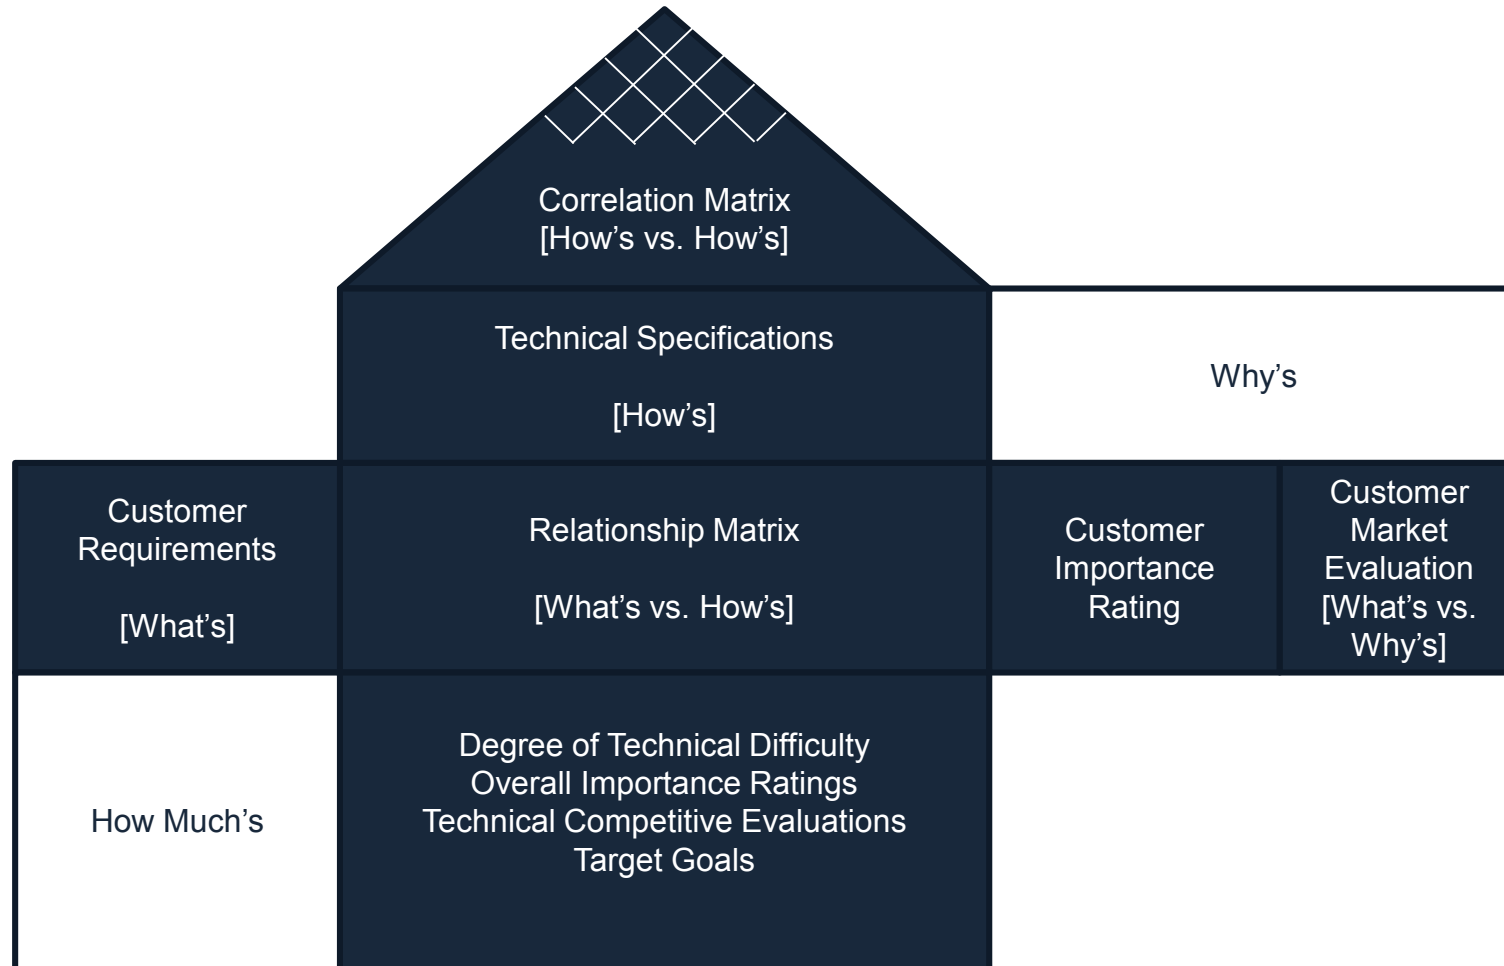 Correlation Matrix
[How’s vs. How’s]
Technical Specifications
[How’s]
Why’s
Customer
Requirements
[What’s]
Relationship Matrix
[What’s vs. How’s]
Customer
Importance
Rating
Customer
Market
Evaluation
[What’s vs.
Why’s]
How Much’s
Degree of Technical Difficulty
Overall Importance Ratings
Technical Competitive Evaluations
Target Goals